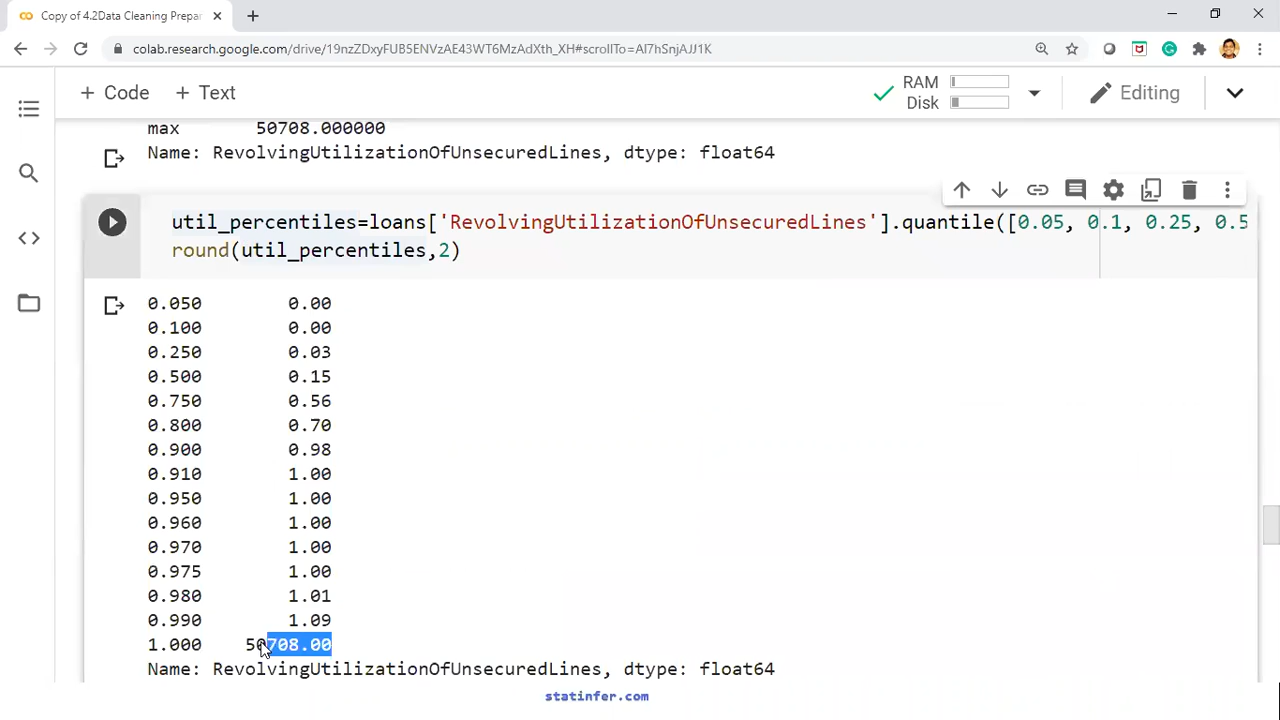 Copy of 4.2Data Cleaning Prepar
colab.research.google.com/drive/19nzZDxyFUB5ENVzAE43WT6MzAdXth_XH#scrollTo=AI7hSnjAJJ1K
+ Code + Text
RAM
Disk
Editing
max 50708.000000
Name: RevolvingUtilizationOfUnsecuredLines, dtype: float64
util_percentiles=loans['RevolvingUtilizationOfUnsecuredLines'].quantile([0.05, 0.1, 0.25, 0.5
round(util_percentiles,2)
0.050 0.00
0.100 0.00
0.250 0.03
0.500 0.15
0.750 0.56
0.800 0.70
0.900 0.98
0.910 1.00
0.950 1.00
0.960 1.00
0.970 1.00
0.975 1.00
0.980 1.01
0.990 1.09
1.000 50708.00
Name: RevolvingUtilizationOfUnsecuredLines, dtype: float64
statinfer.com